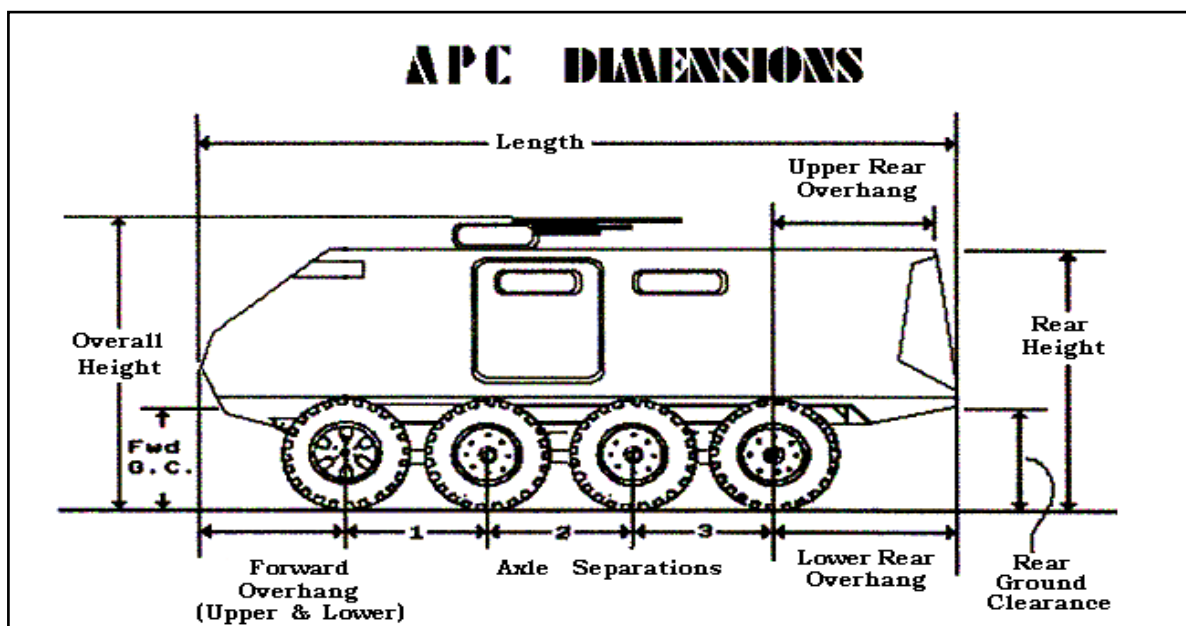 APC DIMENSIONS
Length
Upper Rear
Overhang
Overall
Height
Rear
Height
Fwd
G.C.
1
2
3
Forward
Overhang
(Upper & Lower)
Axle Separations
Lower Rear
Overhang
Rear
Ground
Clearance